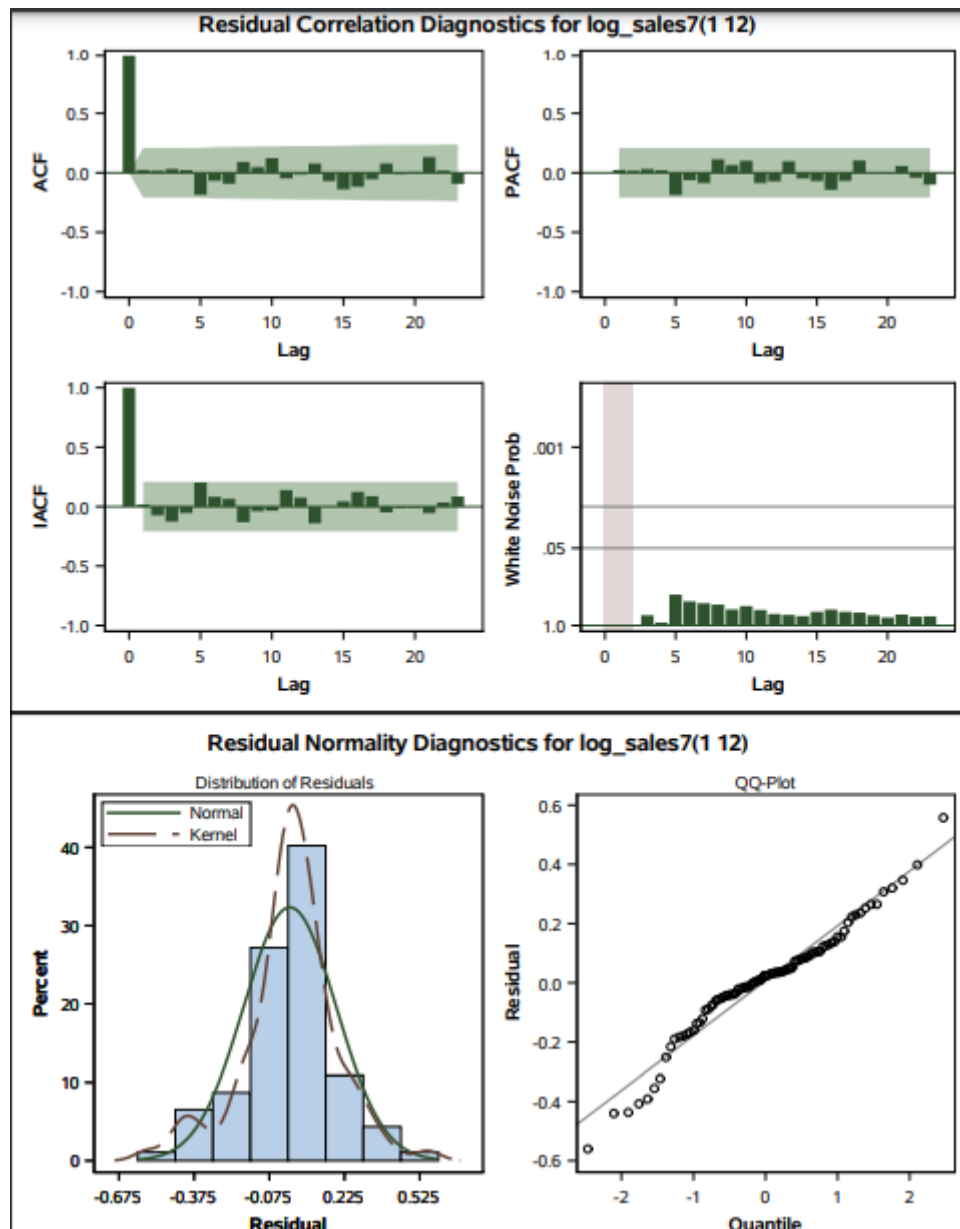 Residual Correlation Diagnostics for log_sales7(1 12)
1.0
0.5
0.0
-0.5
-1.0
ACF
0 5 10 15 20
Lag
1.0
0.5
0.0
-0.5
-1.0
PACF
0 5 10 15 20
Lag
1.0
0.5
0.0
-0.5
-1.0
IACF
0 5 10 15 20
Lag
.001
.05
1.0
White Noise Prob
0 5 10 15 20
Lag
Residual Normality Diagnostics for log_sales7(1 12)
Distribution of Residuals
Normal
Kernel
40
30
20
10
0
Percent
-0.675 -0.375 -0.075 0.225 0.525
Residual
QQ-Plot
0.6
0.4
0.2
0.0
-0.2
-0.4
-0.6
Residual
-2 -1 0 1 2
Quantile